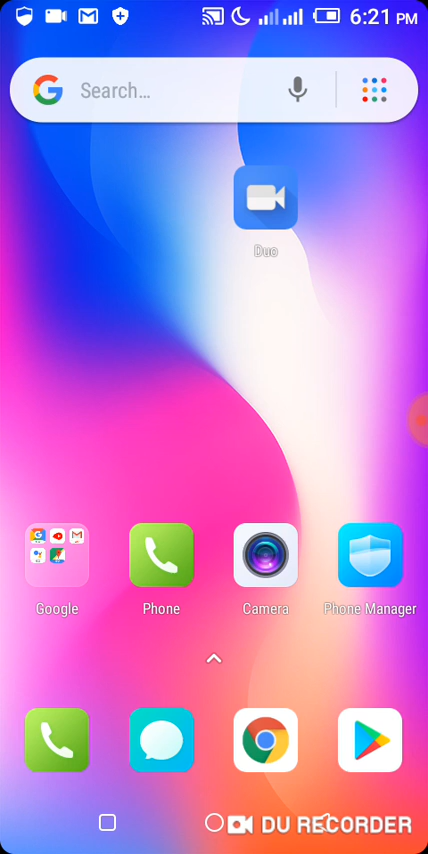 6:21 PM
Search...
Duo
Google
Phone
Camera
Phone Manager
DU RECORDER